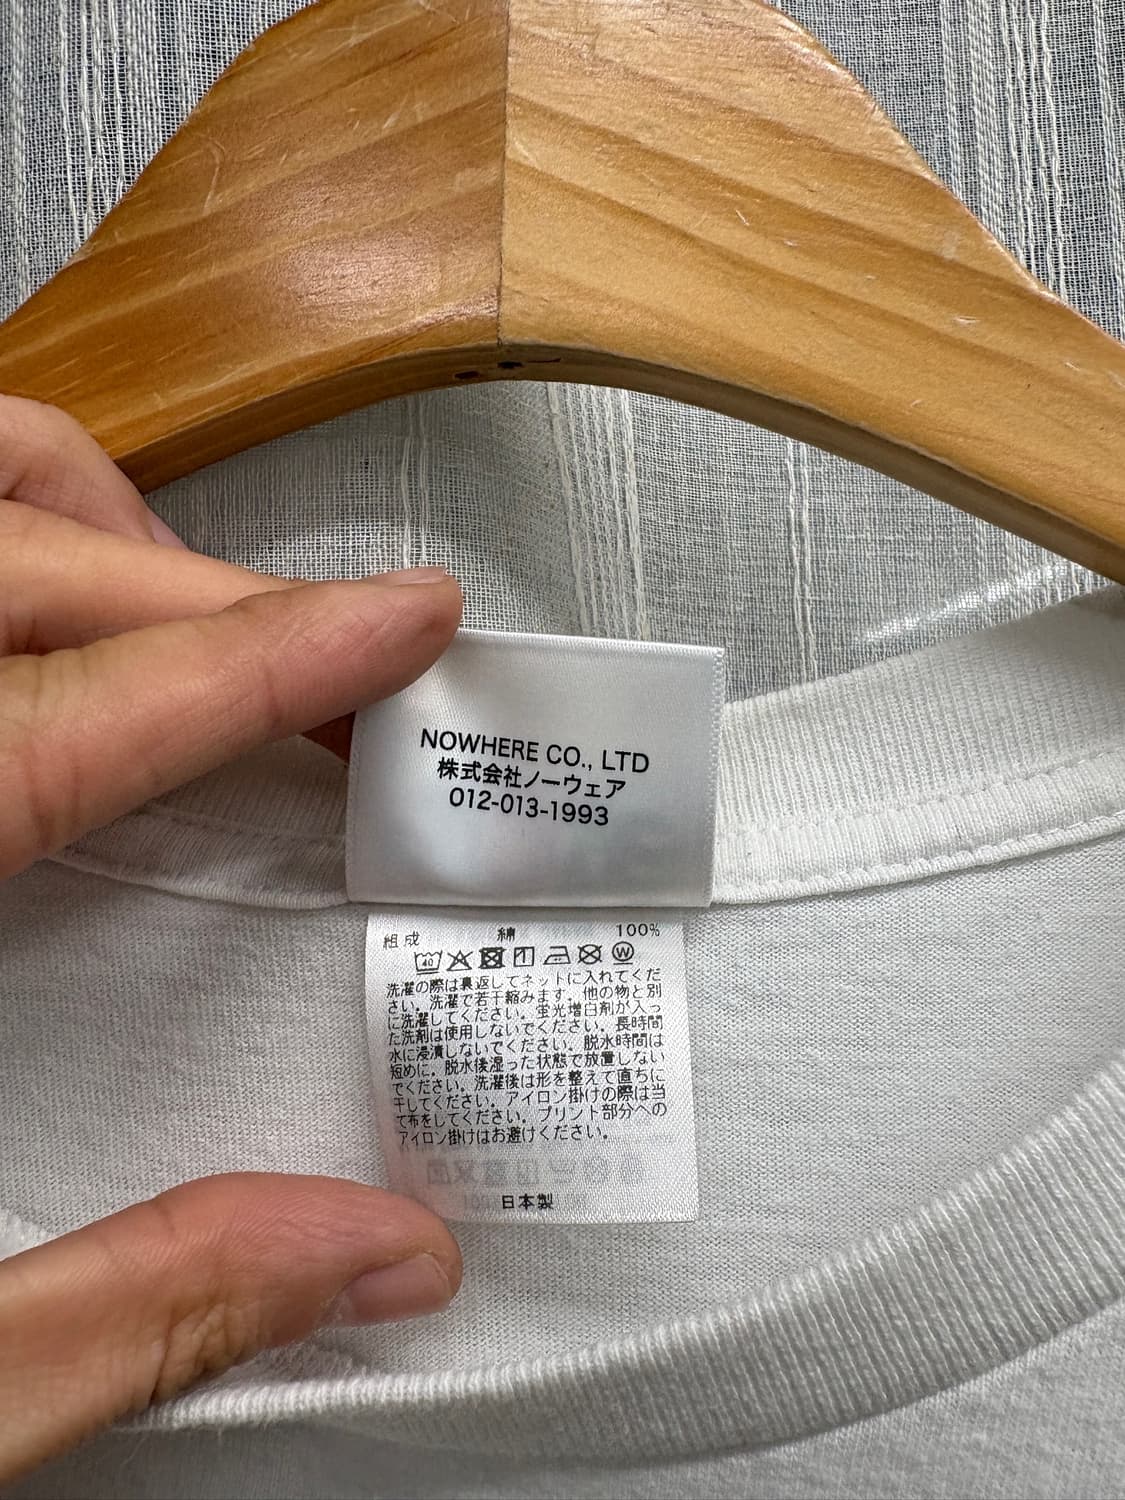 NOWHERE CO., LTD
株式会社ノーウェア
012-013-1993
組成 綿 100%
40 W
洗濯の際は裏返してネットに入れてくだ
さい。洗濯で若干縮みます。他の物と別
に洗濯してください。蛍光増白剤が入っ
た洗剤は使用しないでください。長時間
水に浸漬しないでください。脱水時間は
短めに。脱水後湿った状態で放置しない
でください。洗濯後は形を整えて直ちに
干してください。アイロン掛けの際は当
て布をしてください。プリント部分への
アイロン掛けはお避けください。
日本製